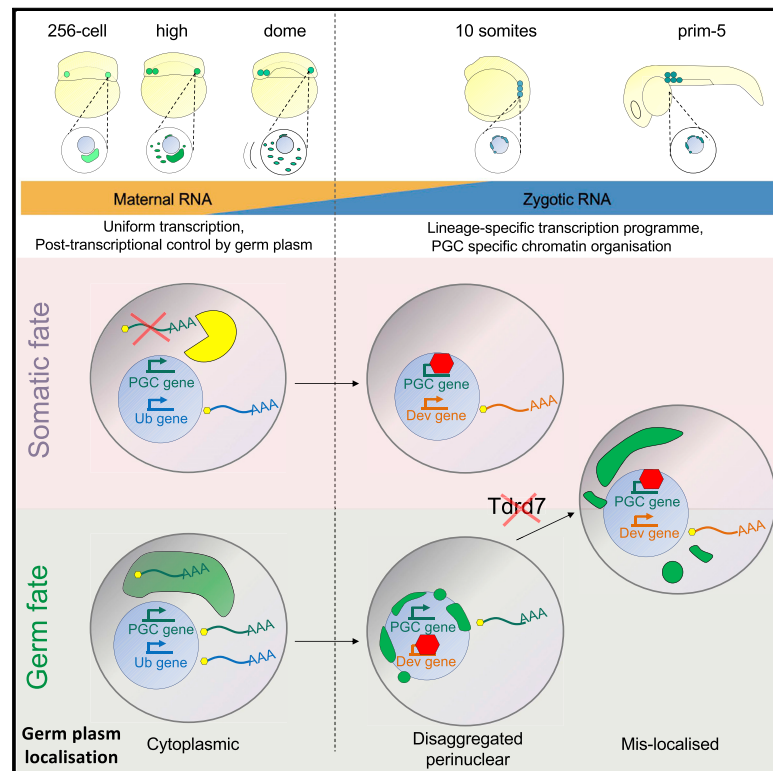 256-cell
high
dome
10 somites
prim-5
Maternal RNA
Zygotic RNA
Uniform transcription,
Post-transcriptional control by germ plasm
Lineage-specific transcription programme,
PGC specific chromatin organisation
Somatic fate
AAA
PGC gene
Ub gene
AAA
PGC gene
Dev gene
AAA
Tdrd7
PGC gene
Dev gene
AAA
Germ fate
AAA
PGC gene
AAA
Ub gene
AAA
PGC gene
AAA
Dev gene
Germ plasm
localisation
Cytoplasmic
Disaggregated
perinuclear
Mis-localised